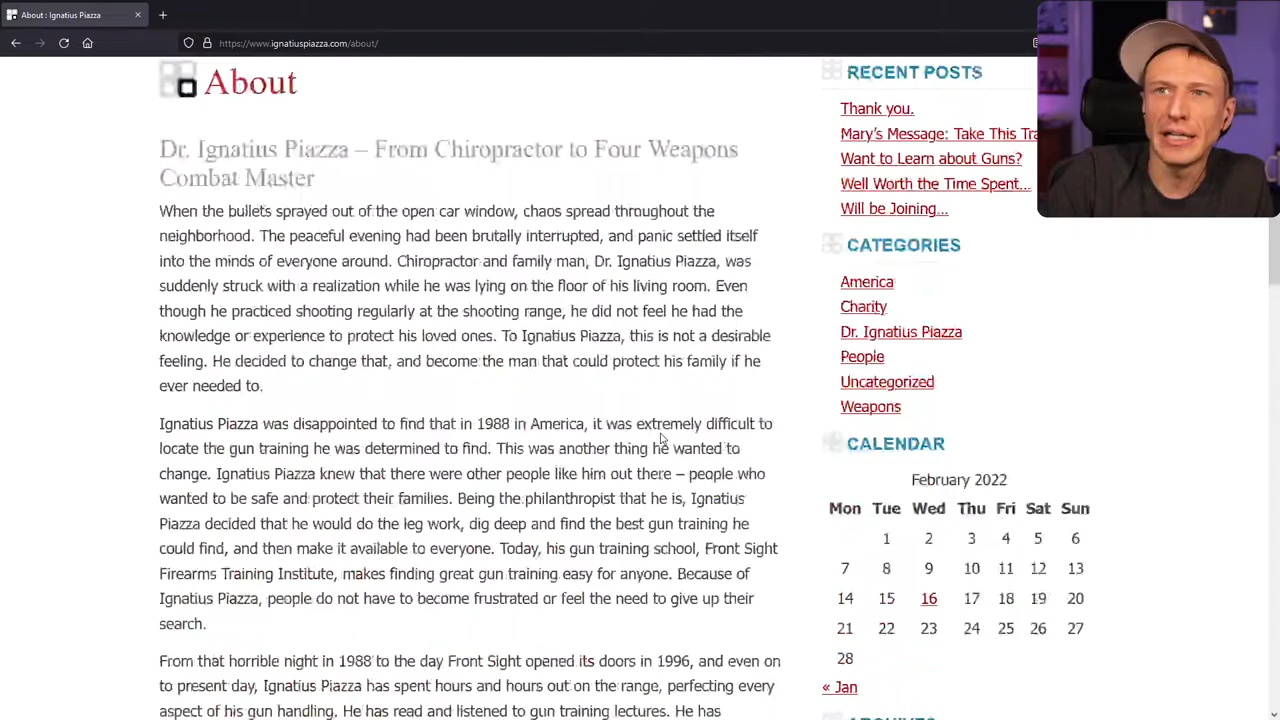 About : Ignatius Piazza
https://www.ignatiuspiazza.com/about/
About
Dr. Ignatius Piazza – From Chiropractor to Four Weapons
Combat Master
When the bullets sprayed out of the open car window, chaos spread throughout the
neighborhood. The peaceful evening had been brutally interrupted, and panic settled itself
into the minds of everyone around. Chiropractor and family man, Dr. Ignatius Piazza, was
suddenly struck with a realization while he was lying on the floor of his living room. Even
though he practiced shooting regularly at the shooting range, he did not feel he had the
knowledge or experience to protect his loved ones. To Ignatius Piazza, this is not a desirable
feeling. He decided to change that, and become the man that could protect his family if he
ever needed to.
Ignatius Piazza was disappointed to find that in 1988 in America, it was extremely difficult to
locate the gun training he was determined to find. This was another thing he wanted to
change. Ignatius Piazza knew that there were other people like him out there – people who
wanted to be safe and protect their families. Being the philanthropist that he is, Ignatius
Piazza decided that he would do the leg work, dig deep and find the best gun training he
could find, and then make it available to everyone. Today, his gun training school, Front Sight
Firearms Training Institute, makes finding great gun training easy for anyone. Because of
Ignatius Piazza, people do not have to become frustrated or feel the need to give up their
search.
From that horrible night in 1988 to the day Front Sight opened its doors in 1996, and even on
to present day, Ignatius Piazza has spent hours and hours out on the range, perfecting every
aspect of his gun handling. He has read and listened to gun training lectures. He has
RECENT POSTS
Thank you.
Mary's Message: Take This Tra
Want to Learn about Guns?
Well Worth the Time Spent...
Will be Joining...
CATEGORIES
America
Charity
Dr. Ignatius Piazza
People
Uncategorized
Weapons
CALENDAR
February 2022
Mon Tue Wed Thu Fri Sat Sun
1 2 3 4 5 6
7 8 9 10 11 12 13
14 15 16 17 18 19 20
21 22 23 24 25 26 27
28
« Jan